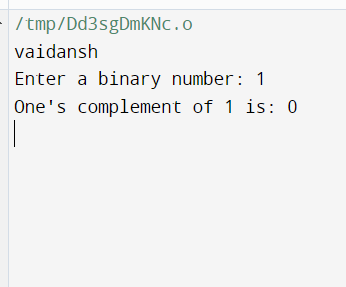 /tmp/Dd3sgDmKNc.o
vaidansh
Enter a binary number: 1
One's complement of 1 is: 0